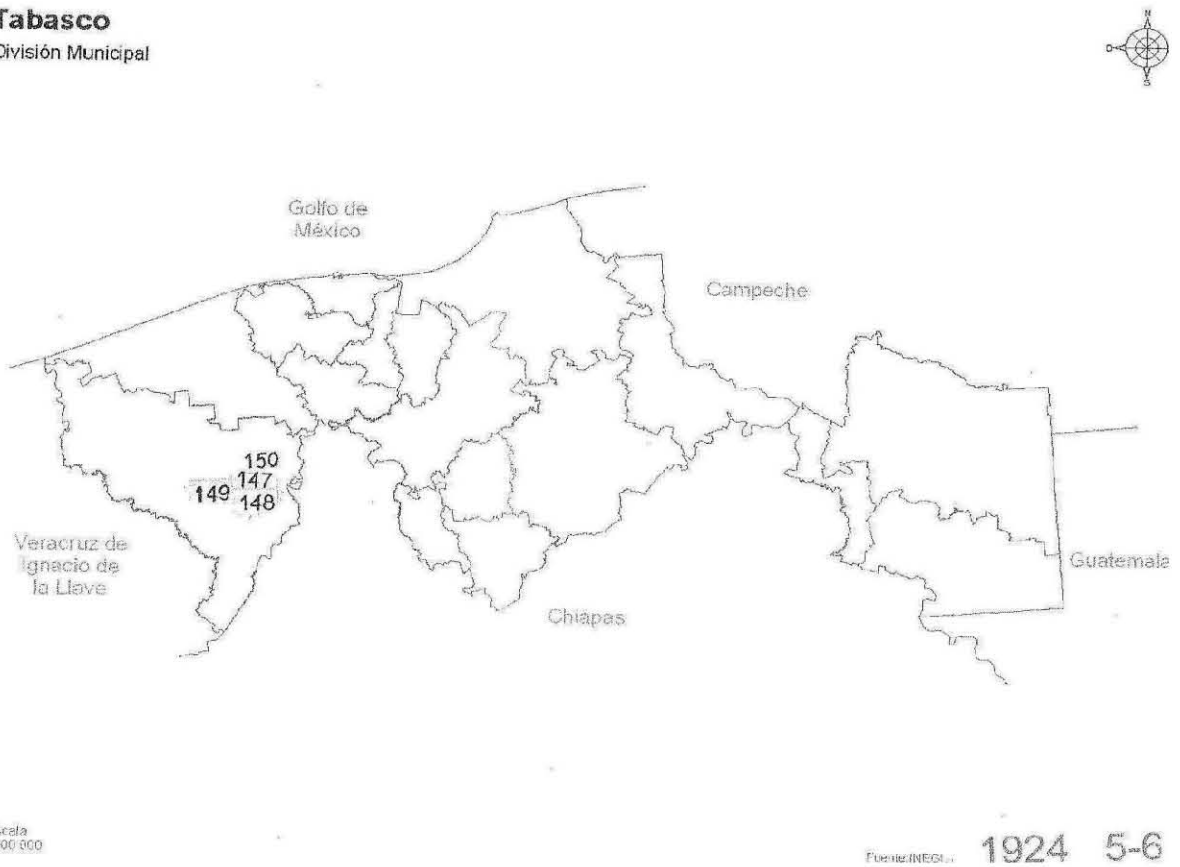 Tabasco
División Municipal
N
O
S
Golfo de
México
Campeche
150
147
149 148
Veracruz de
Ignacio de
la Llave
Guatemala
Chiapas
Fuente:INEGI
1924 5-6